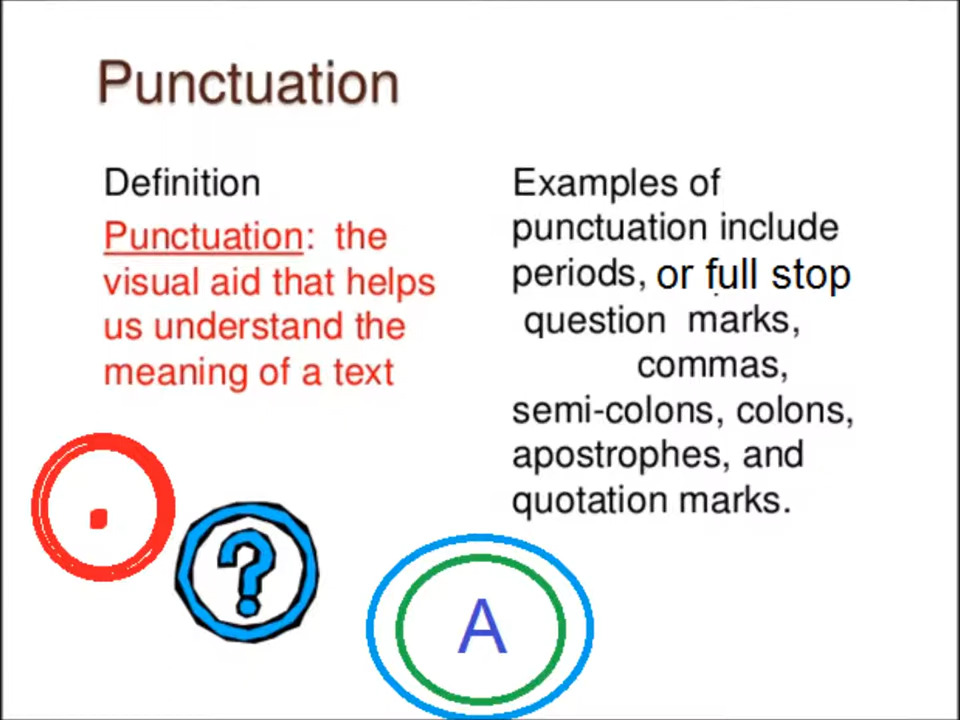 Punctuation
Definition
Punctuation: the
visual aid that helps
us understand the
meaning of a text
Examples of
punctuation include
periods, or full stop
question marks,
commas,
semi-colons, colons,
apostrophes, and
quotation marks.
.
?
A